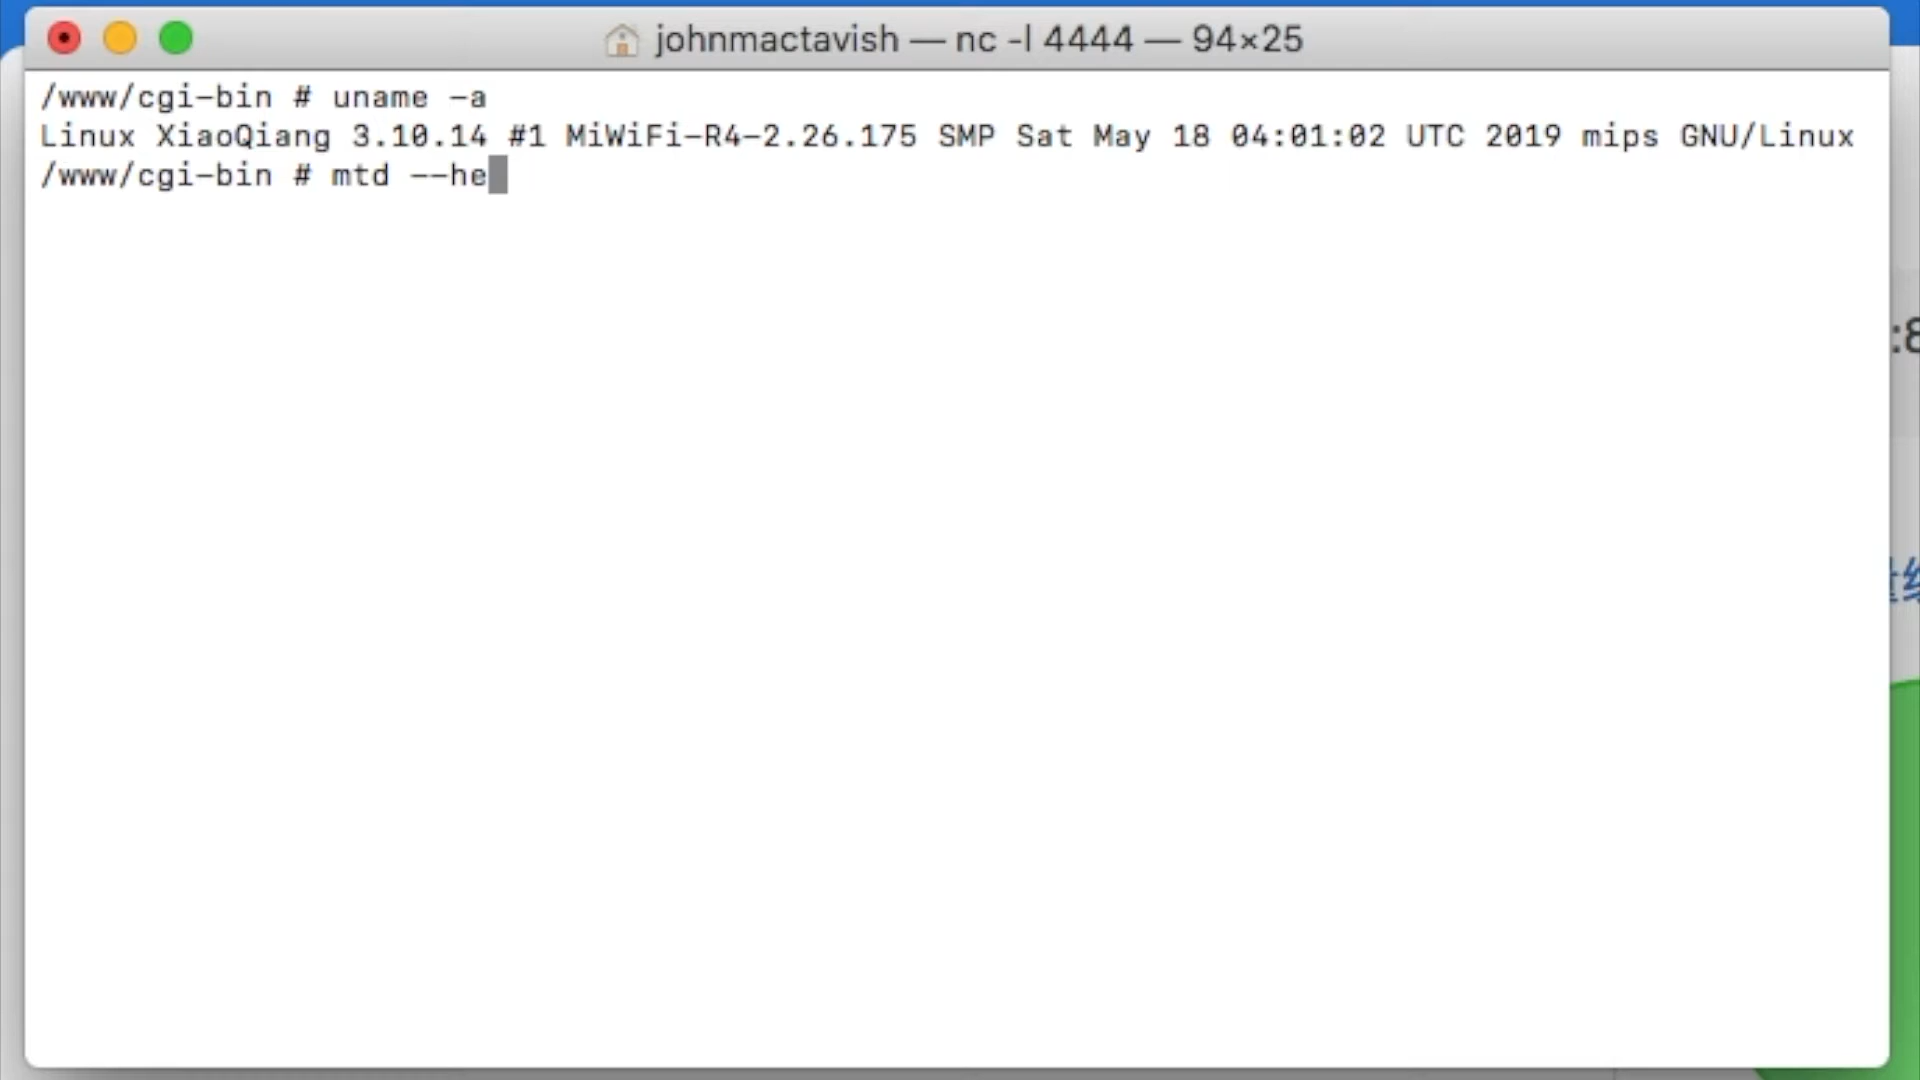 johnmactavish — nc -l 4444 — 94×25
/www/cgi-bin # uname -a
Linux XiaoQiang 3.10.14 #1 MiWiFi-R4-2.26.175 SMP Sat May 18 04:01:02 UTC 2019 mips GNU/Linux
/www/cgi-bin # mtd --he
:8